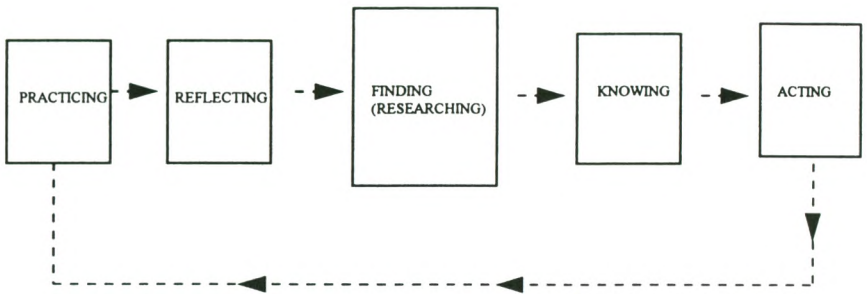 PRACTICING
REFLECTING
FINDING
(RESEARCHING)
KNOWING
ACTING